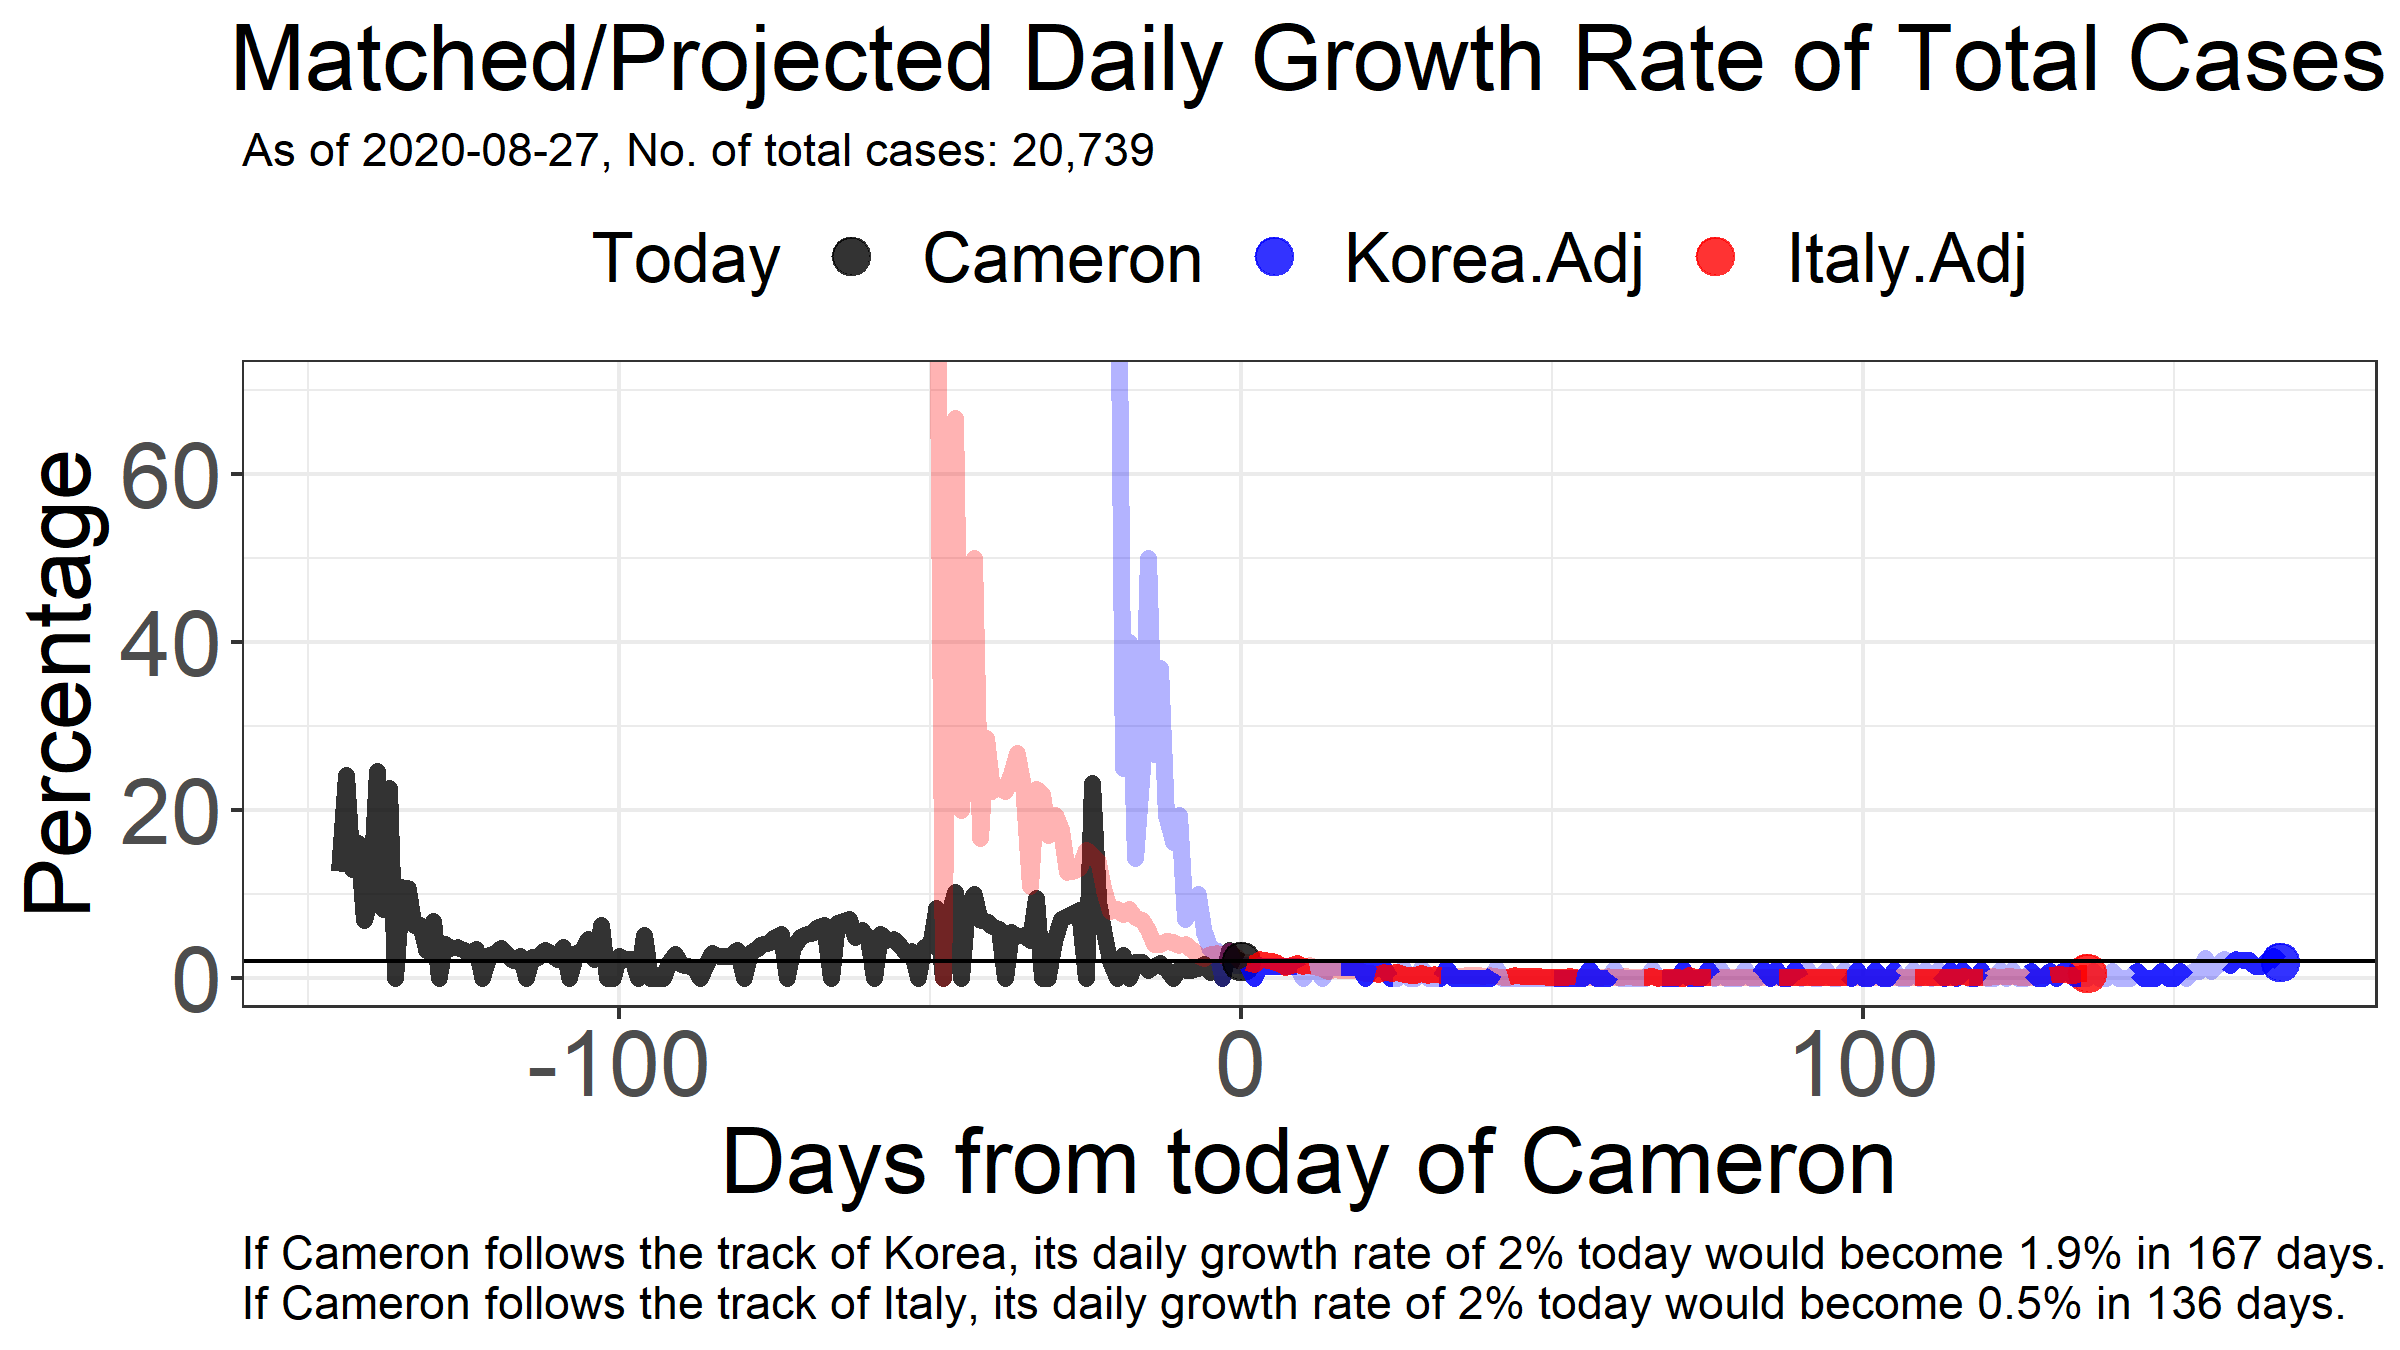 Matched/Projected Daily Growth Rate of Total Cases
As of 2020-08-27, No. of total cases: 20,739
Today Cameron Korea.Adj Italy.Adj
Percentage
60
40
20
0
-100 0 100
Days from today of Cameron
If Cameron follows the track of Korea, its daily growth rate of 2% today would become 1.9% in 167 days.
If Cameron follows the track of Italy, its daily growth rate of 2% today would become 0.5% in 136 days.